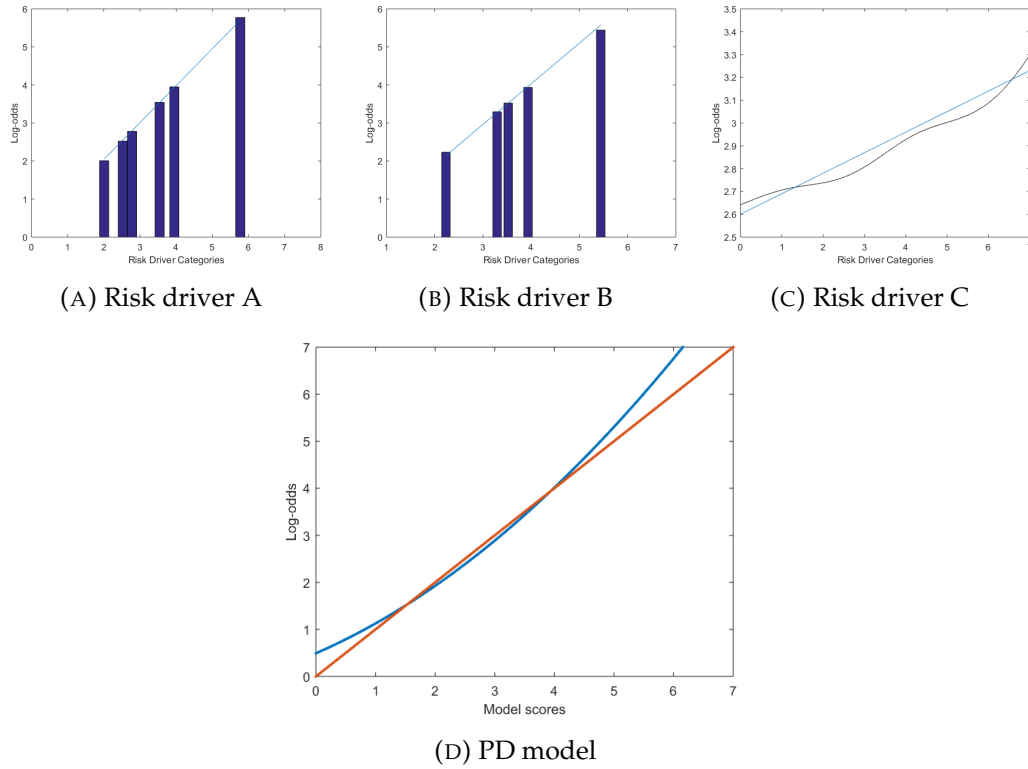 6
5
4
3
2
1
0
Log-odds
0 1 2 3 4 5 6 7 8
Risk Driver Categories
(A) Risk driver A
6
5
4
3
2
1
0
Log-odds
1 2 3 4 5 6 7
Risk Driver Categories
(B) Risk driver B
3.5
3.4
3.3
3.2
3.1
3
2.9
2.8
2.7
2.6
2.5
Log-odds
0 1 2 3 4 5 6 7
Risk Driver Categories
(C) Risk driver C
7
6
5
4
3
2
1
0
Log-odds
0 1 2 3 4 5 6 7
Model scores
(D) PD model